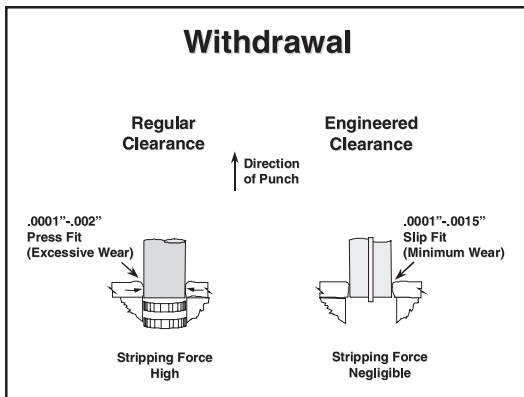 Withdrawal
Regular
Clearance
Engineered
Clearance
Direction
of Punch
.0001"-.002"
Press Fit
(Excessive Wear)
.0001"-.0015"
Slip Fit
(Minimum Wear)
Stripping Force
High
Stripping Force
Negligible